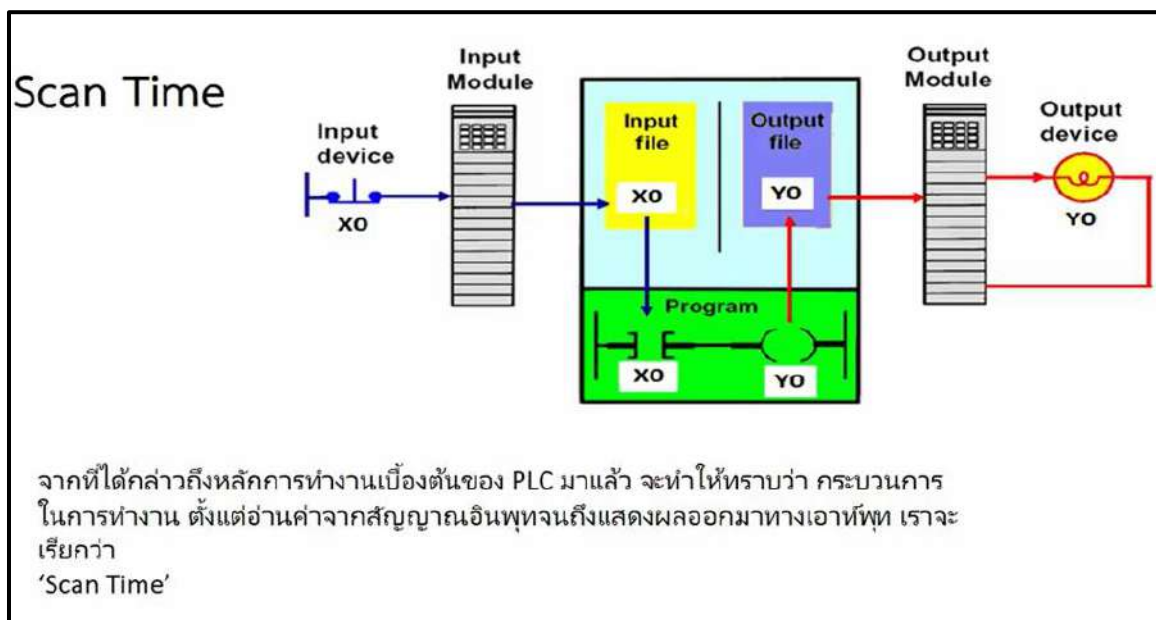 Scan Time
Input
Module
Output
Module
Input
device
X0
Input
file
X0
Output
file
Y0
Output
device
Y0
Program
X0
Y0
จากที่ได้กล่าวถึงหลักการทำงานเบื้องต้นของ PLC มาแล้ว จะทำให้ทราบว่า กระบวนการ
ในการทำงาน ตั้งแต่อ่านค่าจากสัญญาณอินพุทจนถึงแสดงผลออกมาทางเอาท์พุท เราจะ
เรียกว่า
‘Scan Time’